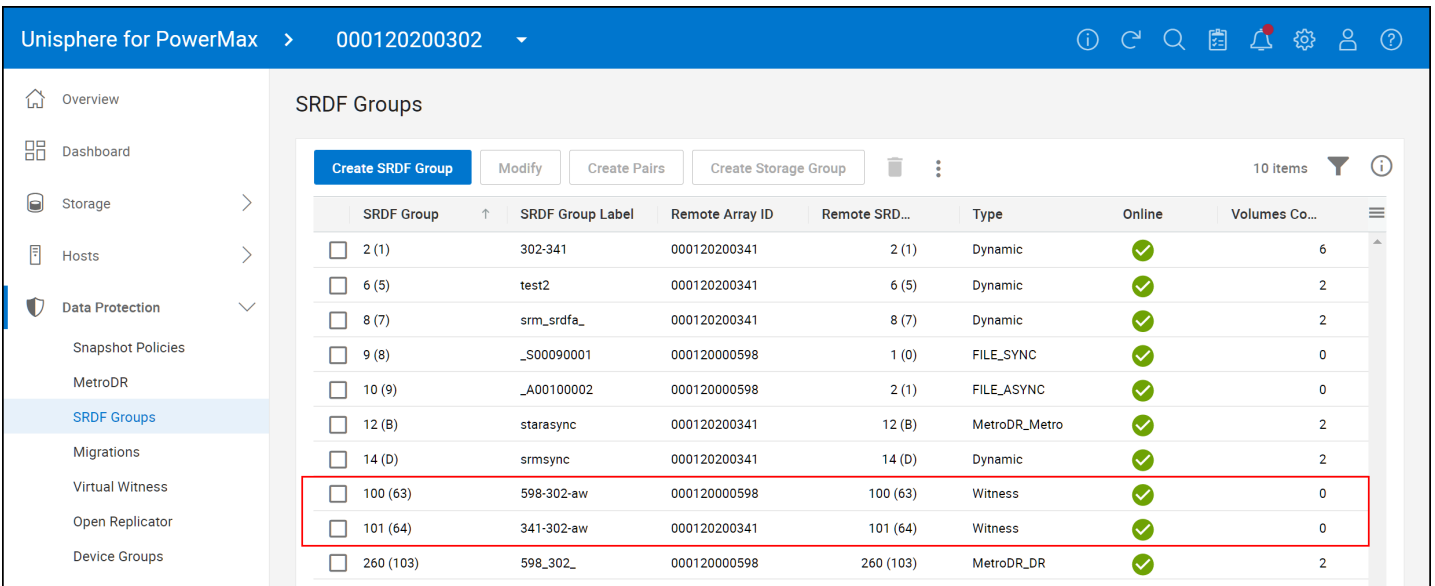 Unisphere for PowerMax > 000120200302
Overview
Dashboard
Storage
Hosts
Data Protection
Snapshot Policies
MetroDR
SRDF Groups
Migrations
Virtual Witness
Open Replicator
Device Groups
SRDF Groups
Create SRDF Group Modify Create Pairs Create Storage Group 10 items
SRDF Group SRDF Group Label Remote Array ID Remote SRD... Type Online Volumes Co...
2 (1) 302-341 000120200341 2 (1) Dynamic 6
6 (5) test2 000120200341 6 (5) Dynamic 2
8 (7) srm_srdfa_ 000120200341 8 (7) Dynamic 2
9 (8) _S00090001 000120000598 1 (0) FILE_SYNC 0
10 (9) _A00100002 000120000598 2 (1) FILE_ASYNC 0
12 (B) starasync 000120200341 12 (B) MetroDR_Metro 2
14 (D) srmsync 000120200341 14 (D) Dynamic 2
100 (63) 598-302-aw 000120000598 100 (63) Witness 0
101 (64) 341-302-aw 000120200341 101 (64) Witness 0
260 (103) 598_302_ 000120000598 260 (103) MetroDR_DR 2